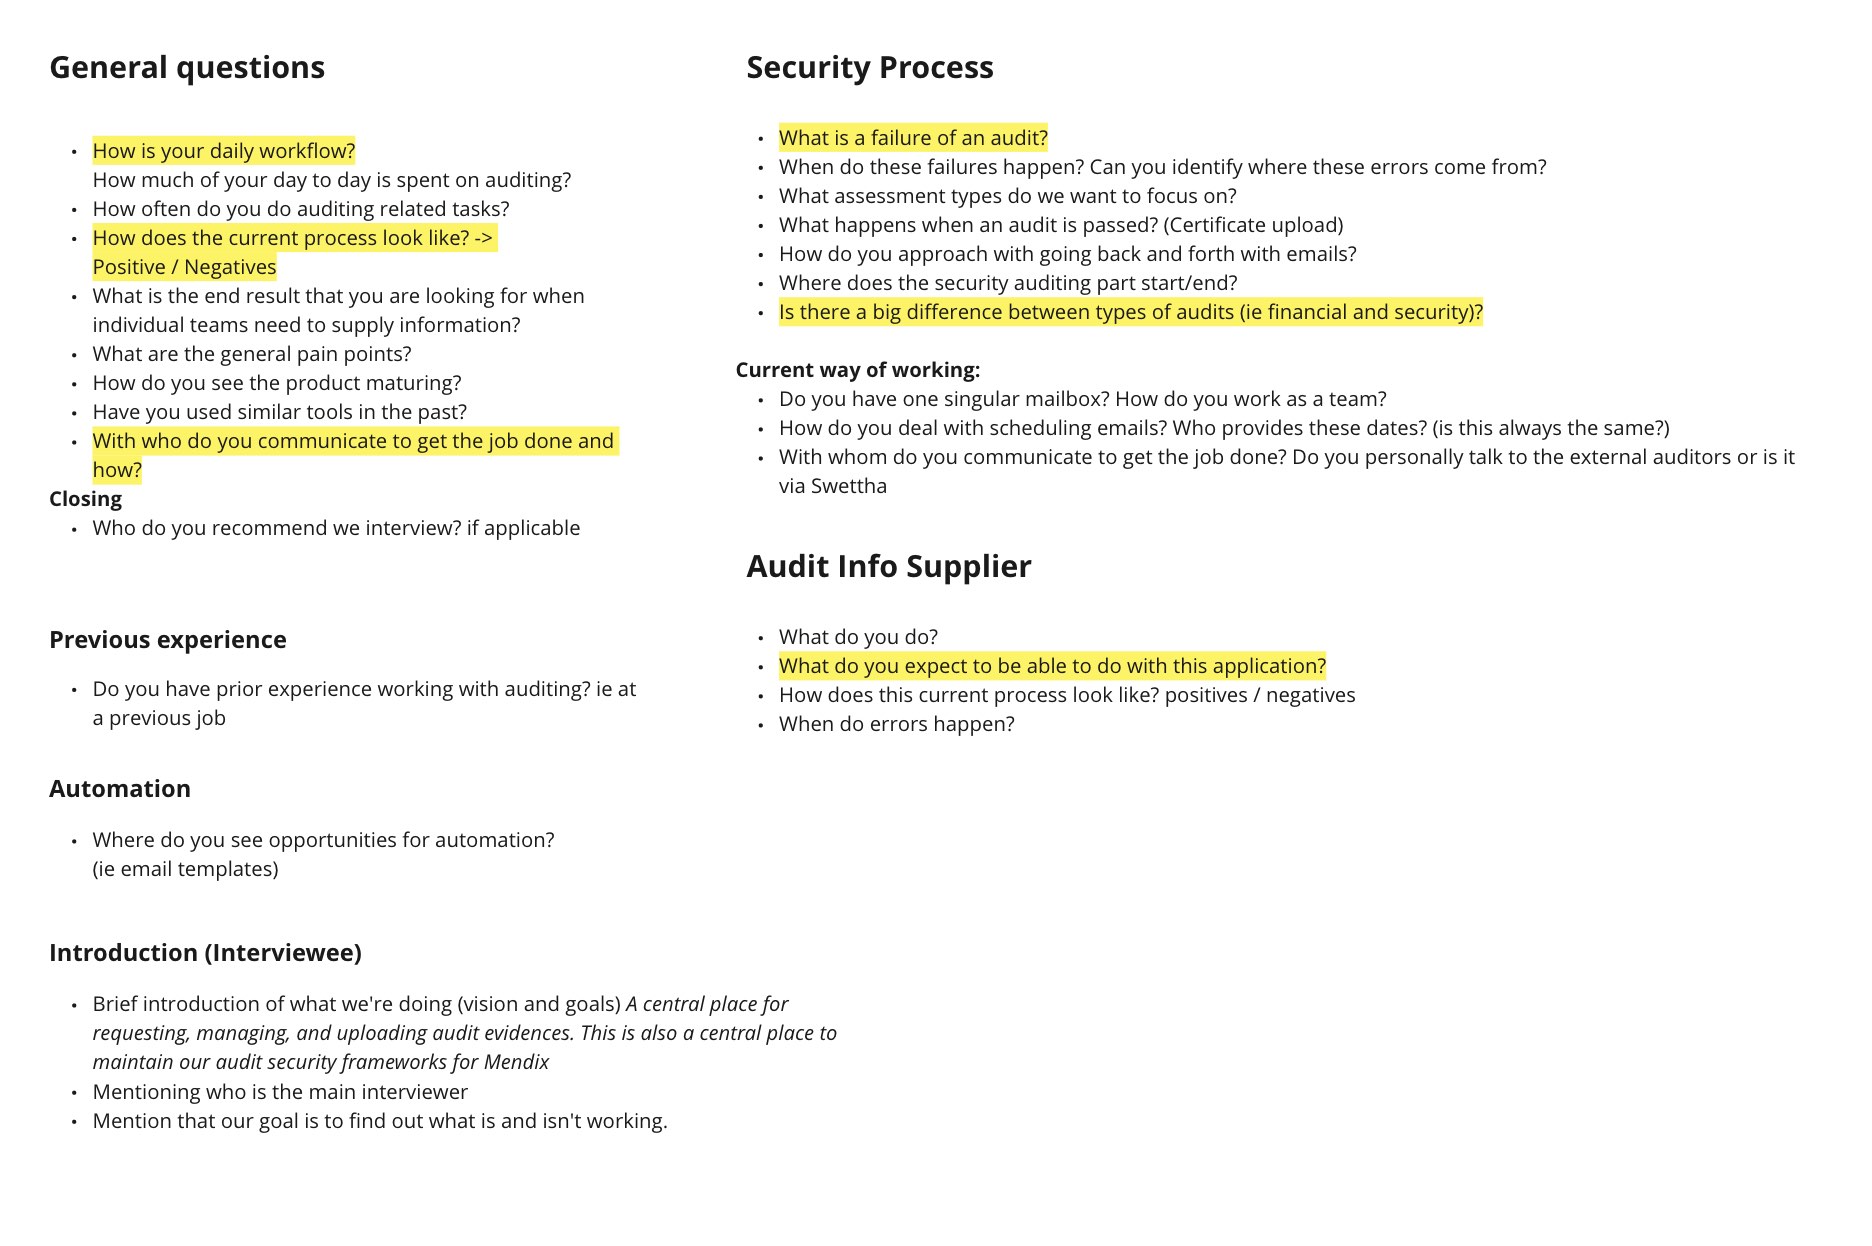 General questions
How is your daily workflow?
How much of your day to day is spent on auditing?
How often do you do auditing related tasks?
How does the current process look like? ->
Positive / Negatives
What is the end result that you are looking for when
individual teams need to supply information?
What are the general pain points?
How do you see the product maturing?
Have you used similar tools in the past?
With who do you communicate to get the job done and
how?
Closing
Who do you recommend we interview? if applicable
Previous experience
Do you have prior experience working with auditing? ie at
a previous job
Automation
Where do you see opportunities for automation?
(ie email templates)
Introduction (Interviewee)
Brief introduction of what we're doing (vision and goals) A central place for
requesting, managing, and uploading audit evidences. This is also a central place to
maintain our audit security frameworks for Mendix
Mentioning who is the main interviewer
Mention that our goal is to find out what is and isn't working.
Security Process
What is a failure of an audit?
When do these failures happen? Can you identify where these errors come from?
What assessment types do we want to focus on?
What happens when an audit is passed? (Certificate upload)
How do you approach with going back and forth with emails?
Where does the security auditing part start/end?
Is there a big difference between types of audits (ie financial and security)?
Current way of working:
Do you have one singular mailbox? How do you work as a team?
How do you deal with scheduling emails? Who provides these dates? (is this always the same?)
With whom do you communicate to get the job done? Do you personally talk to the external auditors or is it
via Swettha
Audit Info Supplier
What do you do?
What do you expect to be able to do with this application?
How does this current process look like? positives / negatives
When do errors happen?